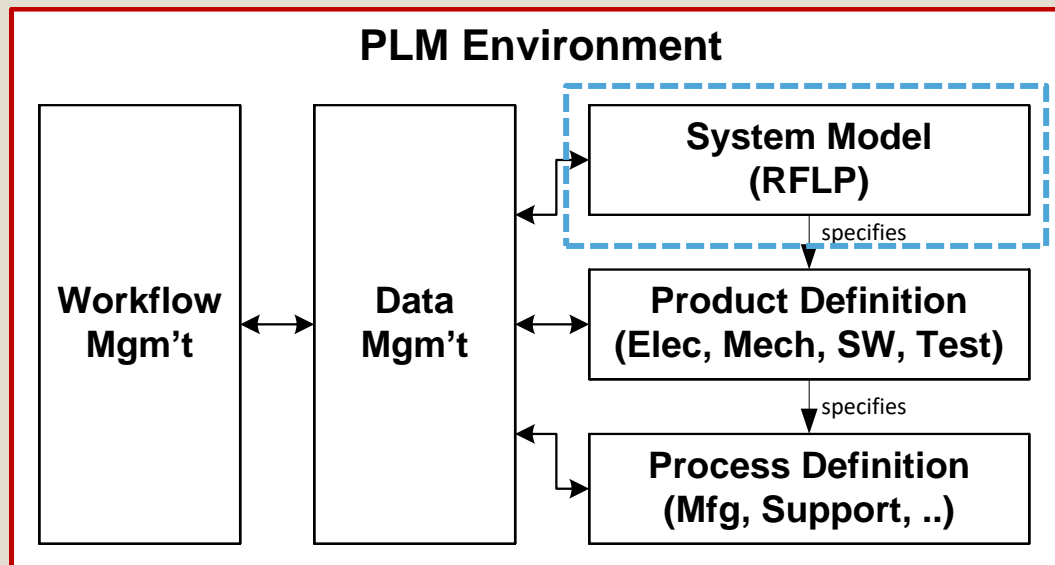 PLM Environment
System Model
(RFLP)
specifies
Workflow
Mgm't
Data
Mgm't
Product Definition
(Elec, Mech, SW, Test)
specifies
Process Definition
(Mfg, Support, ..)